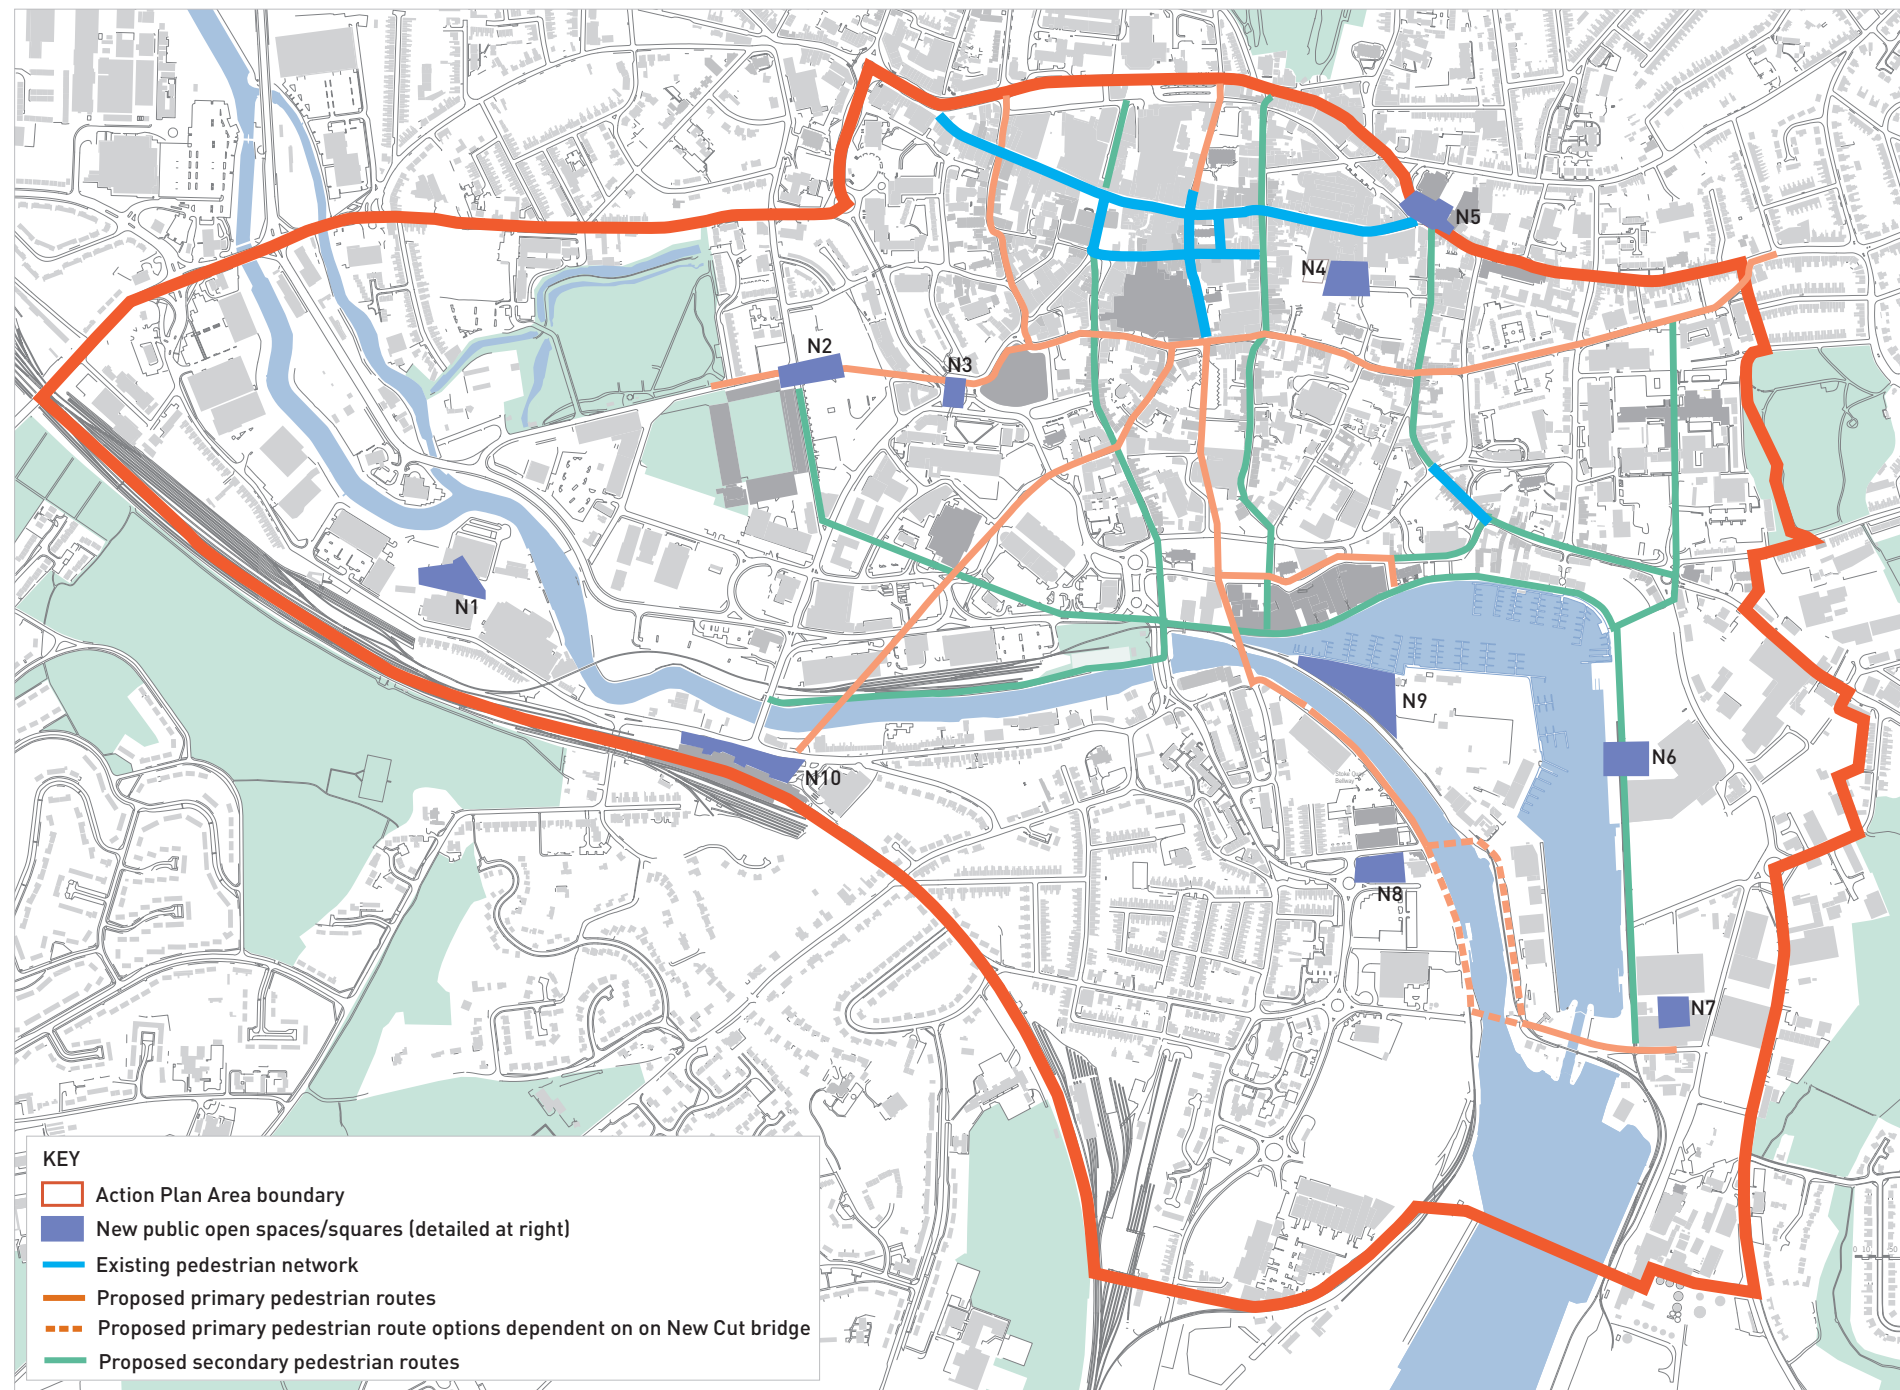 N5
N4
N2
N3
N1
N9
N6
N10
Stoke Quay
N8
N7
KEY
Action Plan Area boundary
New public open spaces/squares (detailed at right)
Existing pedestrian network
Proposed primary pedestrian routes
Proposed primary pedestrian route options dependent on on New Cut bridge
Proposed secondary pedestrian routes